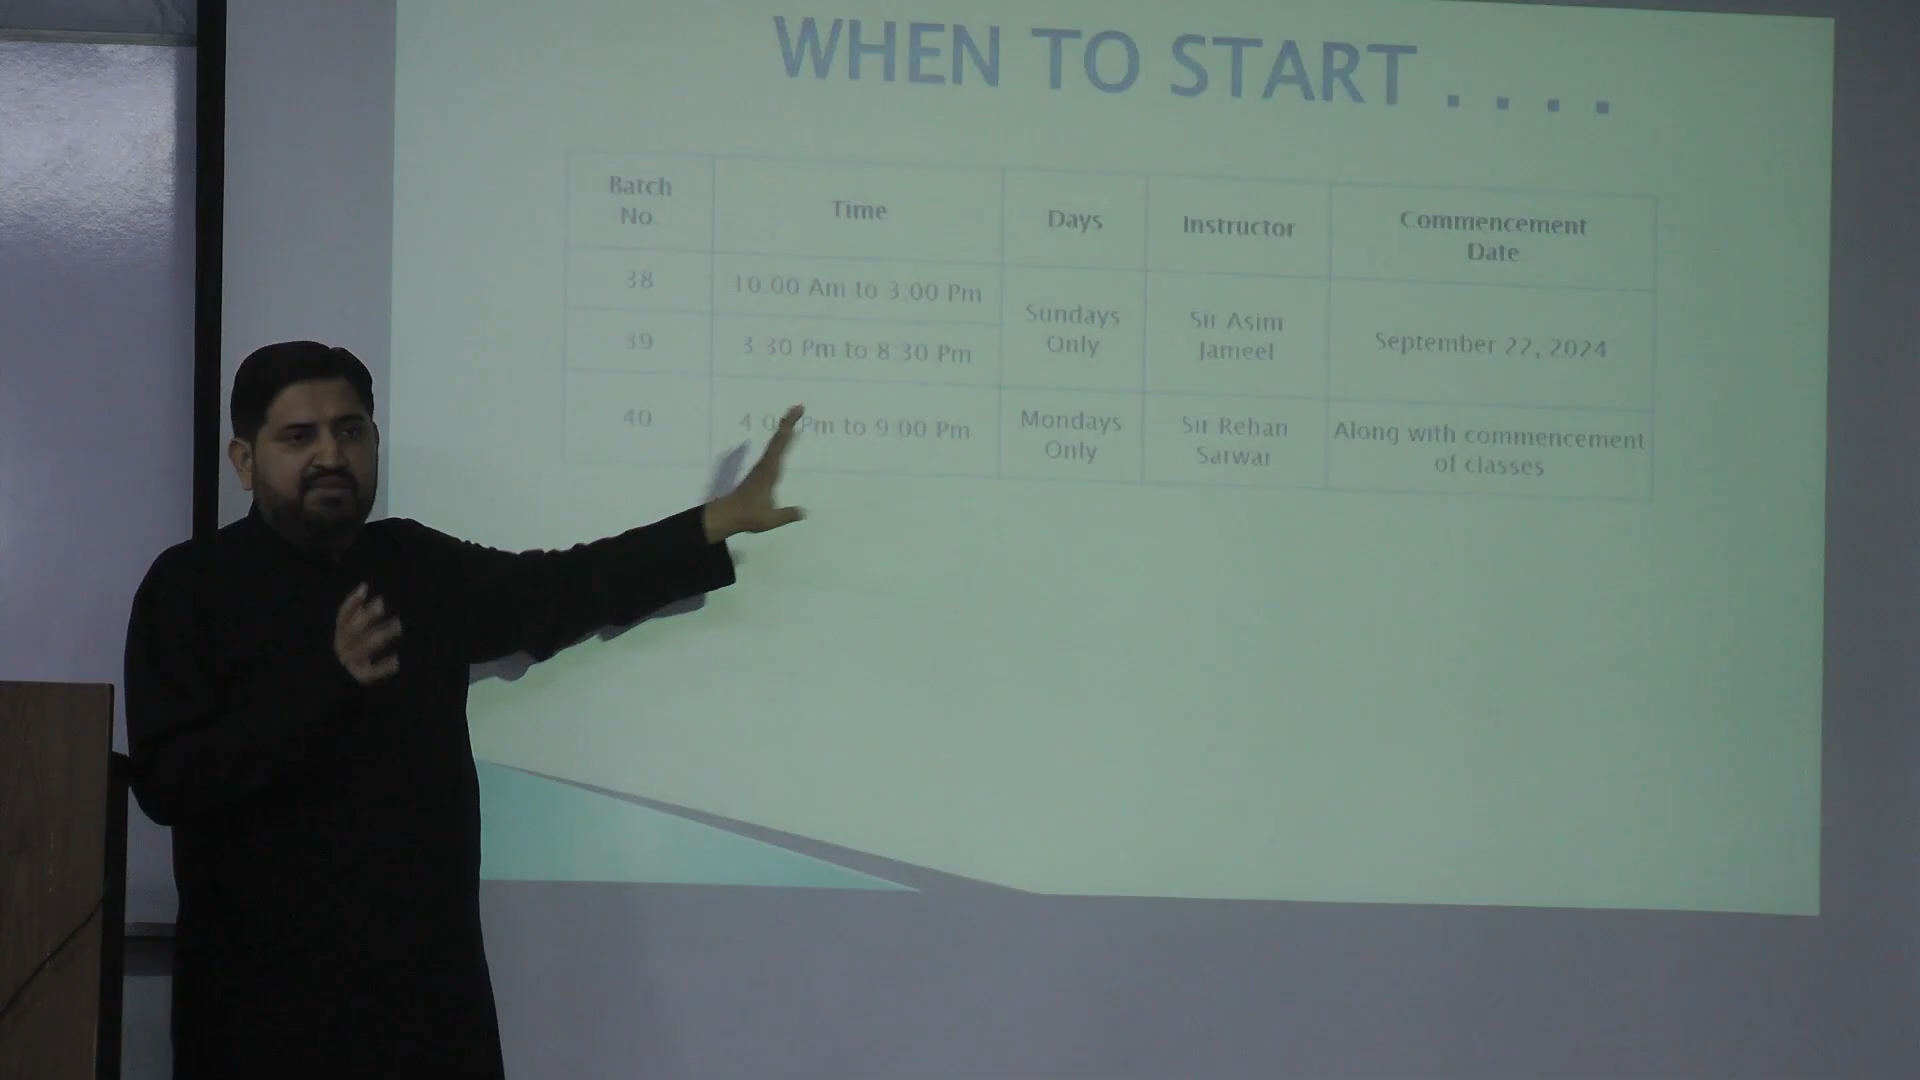 WHEN TO START . . . .
Batch
No.
Time
Days
Instructor
Commencement
Date
38
10.00 Am to 3.00 Pm
Sundays
Only
Sir Asim
Jameel
September 22, 2024
39
3 30 Pm to 8 30 Pm
40
4 0 Pm to 9 00 Pm
Mondays
Only
Sir Rehan
Sarwar
Along with commencement
of classes